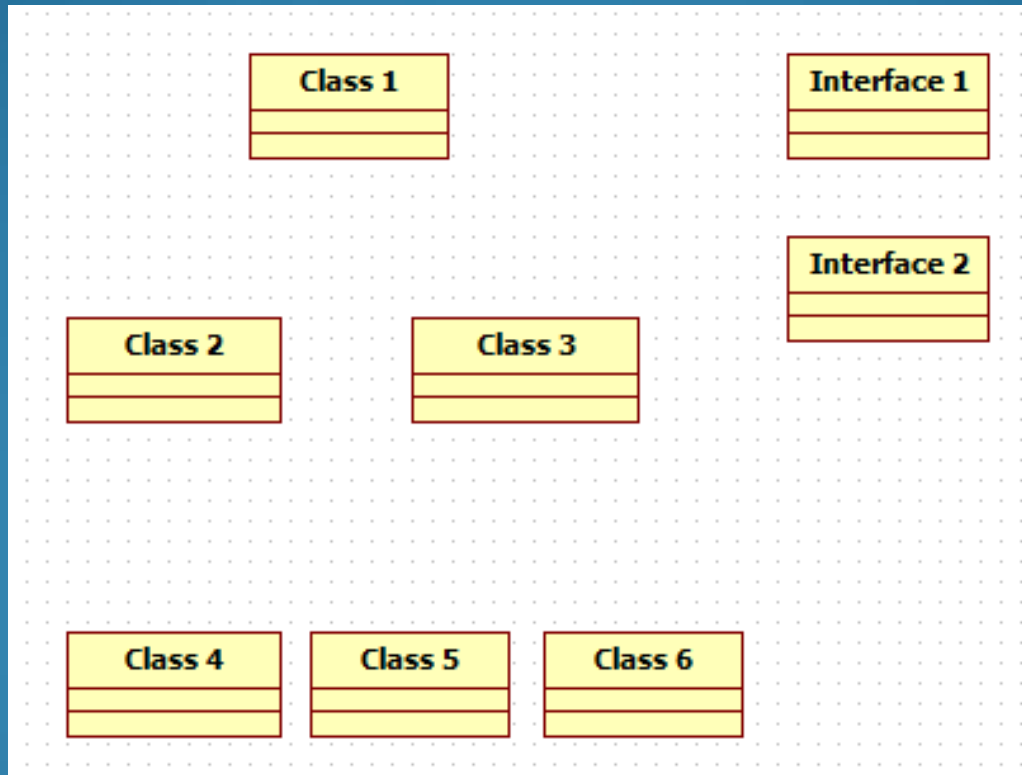 Class 1
Interface 1
Interface 2
Class 2
Class 3
Class 4
Class 5
Class 6